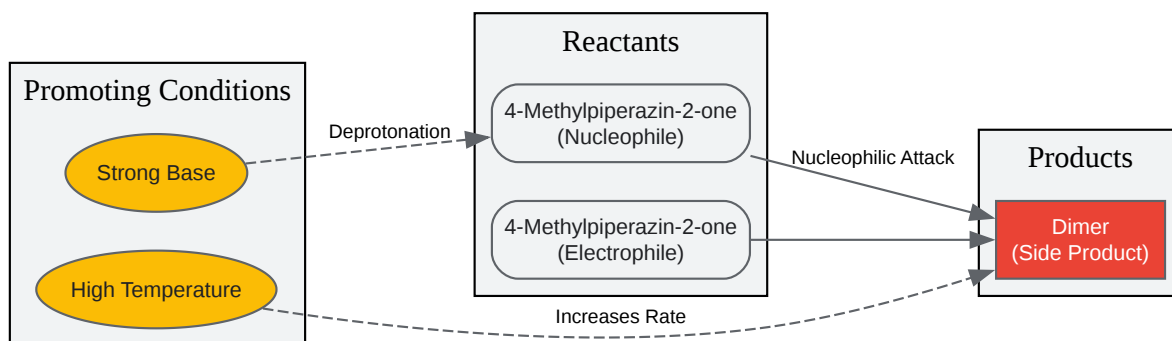 Promoting Conditions
Strong Base
High Temperature
Deprotonation
Reactants
4-Methylpiperazin-2-one
(Nucleophile)
4-Methylpiperazin-2-one
(Electrophile)
Nucleophilic Attack
Increases Rate
Products
Dimer
(Side Product)